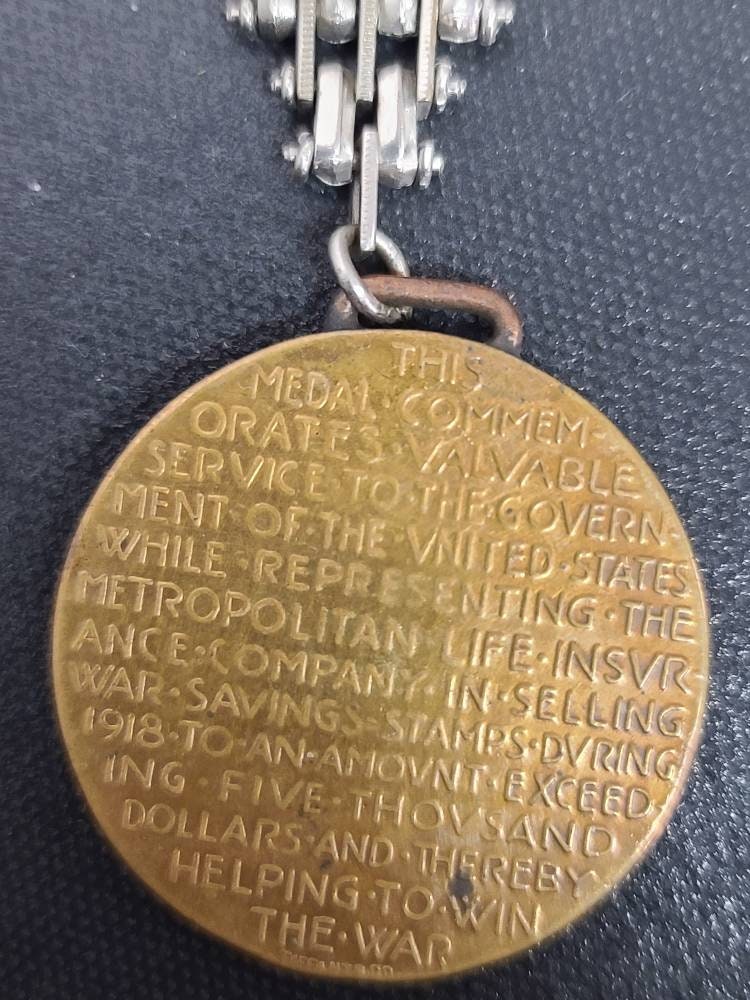 THIS
MEDAL·COMMEM-
ORATES·VALVABLE
SERVICE·TO·THE·GOVERN-
MENT·OF·THE·VNITED·STATES
WHILE·REPRESENTING·THE
METROPOLITAN·LIFE·INSVR-
ANCE·COMPANY·IN·SELLING
WAR·SAVINGS·STAMPS·DVRING
1918·TO·AN·AMOVNT·EXCEED-
ING·FIVE·THOVSAND
DOLLARS·AND·THEREBY
HELPING·TO·WIN
THE·WAR
TIFFANY & CO